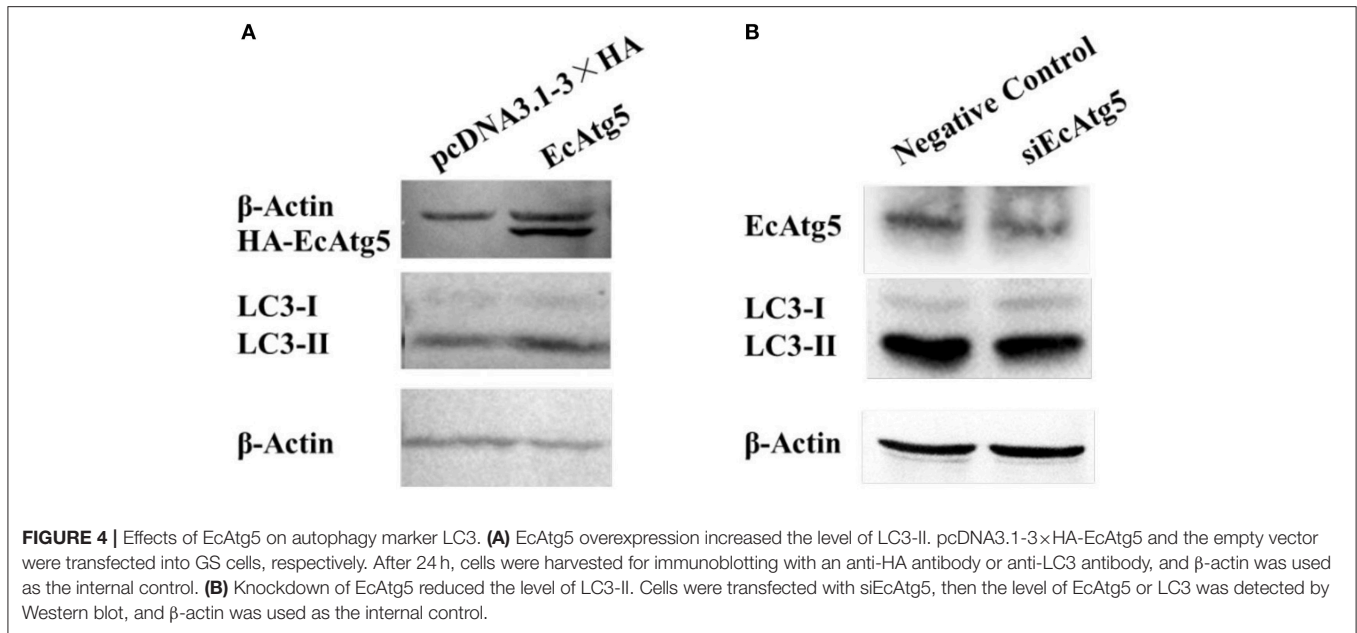 A
B
pcDNA3.1-3×HA
EcAtg5
Negative Control
siEcAtg5
β-Actin
HA-EcAtg5
LC3-I
LC3-II
β-Actin
EcAtg5
LC3-I
LC3-II
β-Actin
FIGURE 4 | Effects of EcAtg5 on autophagy marker LC3. (A) EcAtg5 overexpression increased the level of LC3-II. pcDNA3.1-3×HA-EcAtg5 and the empty vector
were transfected into GS cells, respectively. After 24 h, cells were harvested for immunoblotting with an anti-HA antibody or anti-LC3 antibody, and β-actin was used
as the internal control. (B) Knockdown of EcAtg5 reduced the level of LC3-II. Cells were transfected with siEcAtg5, then the level of EcAtg5 or LC3 was detected by
Western blot, and β-actin was used as the internal control.